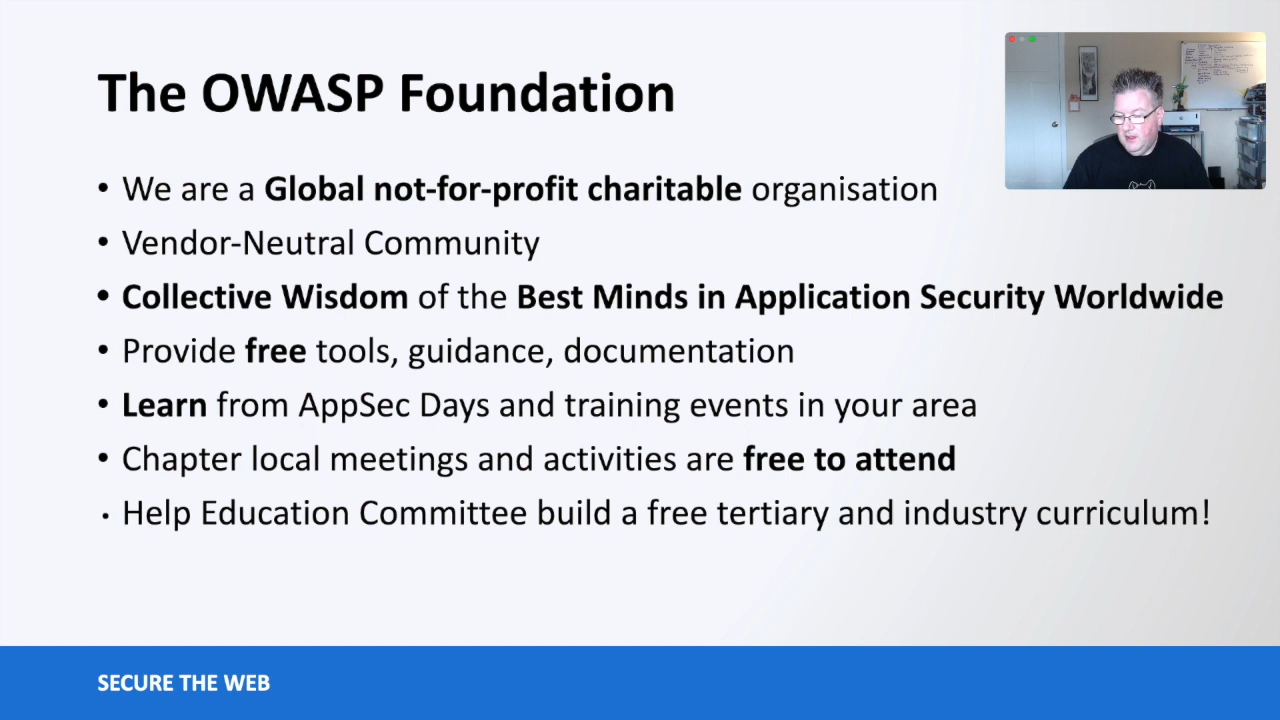 The OWASP Foundation
• We are a Global not-for-profit charitable organisation
• Vendor-Neutral Community
• Collective Wisdom of the Best Minds in Application Security Worldwide
• Provide free tools, guidance, documentation
• Learn from AppSec Days and training events in your area
• Chapter local meetings and activities are free to attend
• Help Education Committee build a free tertiary and industry curriculum!
SECURE THE WEB